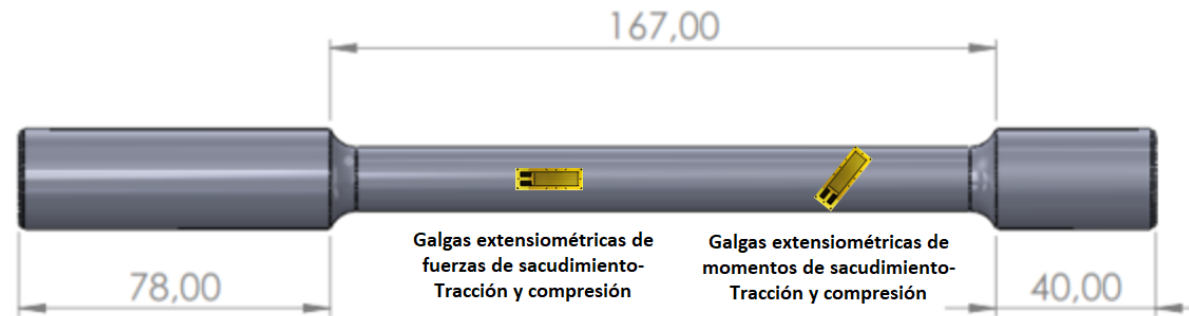 167,00
Galgas extensiométricas de
fuerzas de sacudimiento-
Tracción y compresión
Galgas extensiométricas de
momentos de sacudimiento-
Tracción y compresión
78,00
40,00